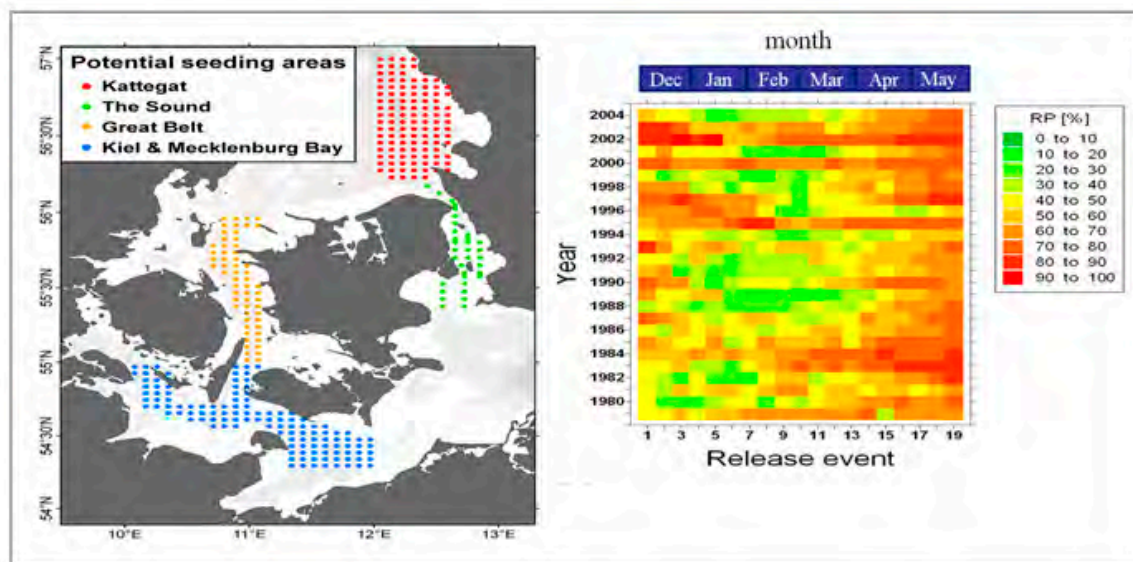 Potential seeding areas
Kattegat
The Sound
Great Belt
Kiel & Mecklenburg Bay
57°N
56°30'N
56°N
55°30'N
55°N
54°30'N
54°N
10°E
11°E
12°E
13°E
month
Dec Jan Feb Mar Apr May
Year
2004
2002
2000
1998
1996
1994
1992
1990
1988
1986
1984
1982
1980
1 3 5 7 9 11 13 15 17 19
Release event
RP [%]
0 to 10
10 to 20
20 to 30
30 to 40
40 to 50
50 to 60
60 to 70
70 to 80
80 to 90
90 to 100